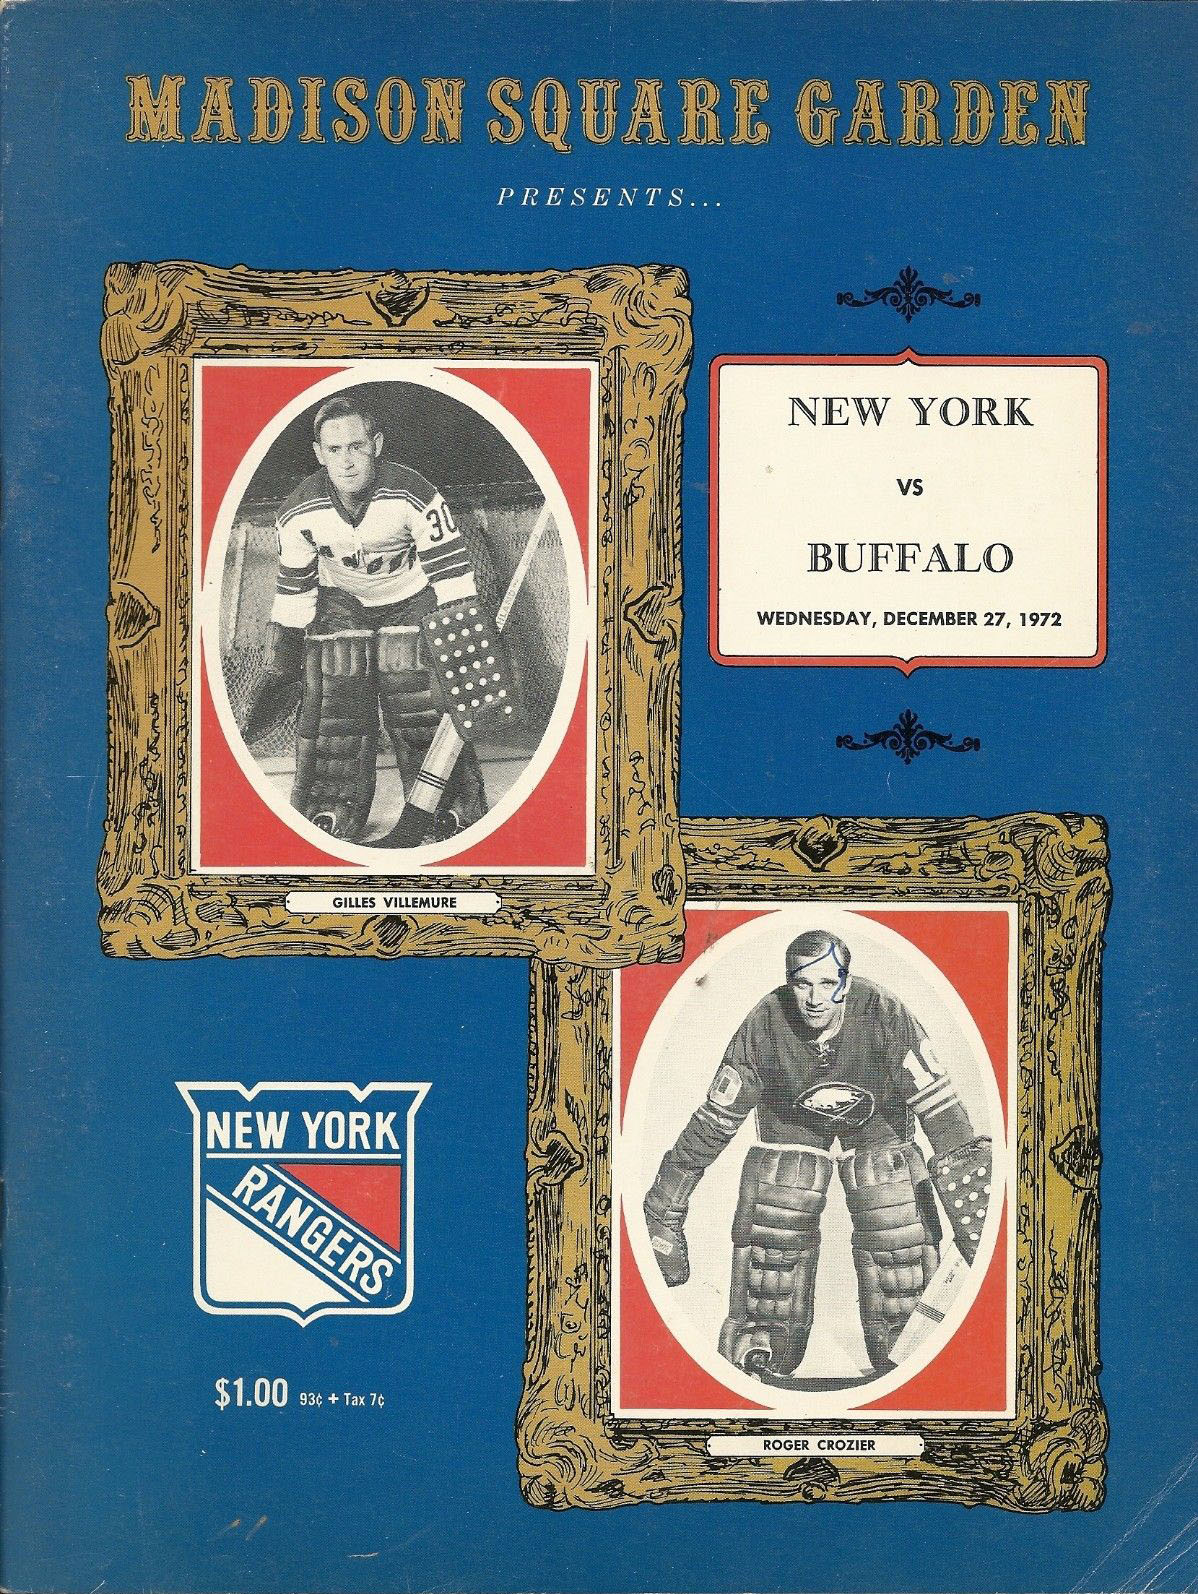 MADISON SQUARE GARDEN
PRESENTS...
NEW YORK
VS
BUFFALO
WEDNESDAY, DECEMBER 27, 1972
30
GILLES VILLEMURE
NEW YORK
RANGERS
$1.00 93¢ + Tax 7¢
ROGER CROZIER